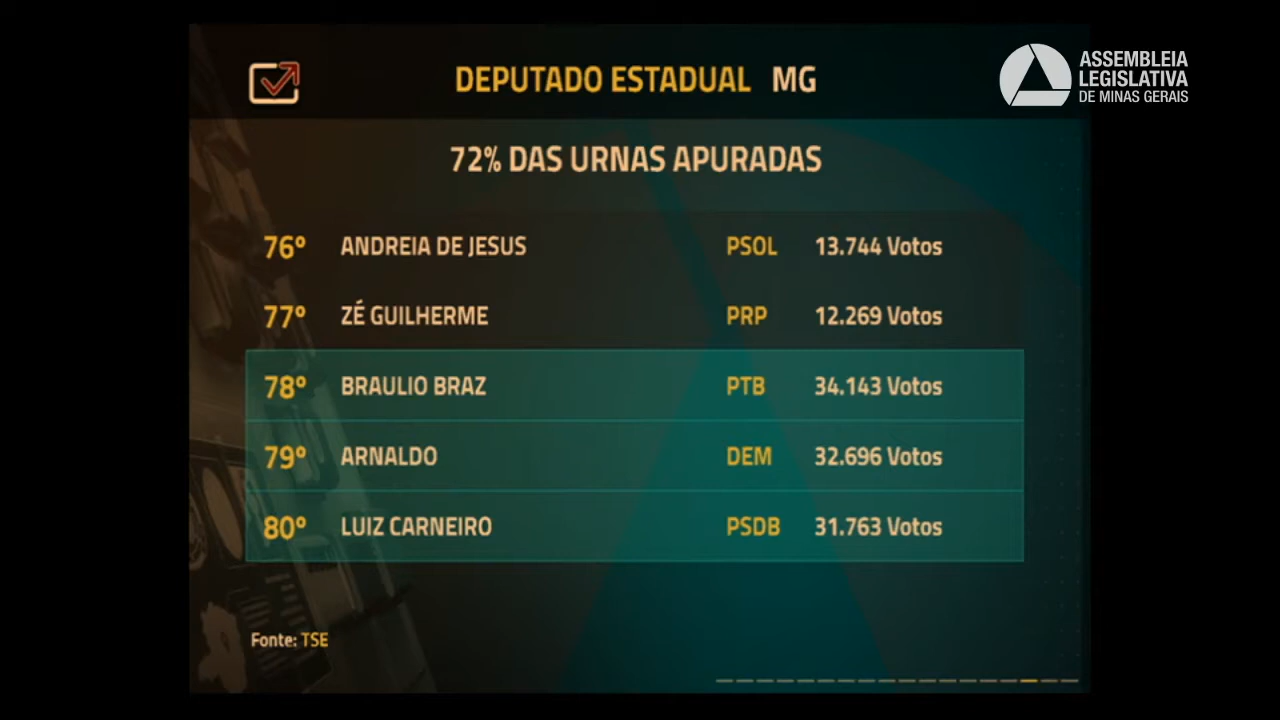 DEPUTADO ESTADUAL MG
ASSEMBLEIA
LEGISLATIVA
DE MINAS GERAIS
72% DAS URNAS APURADAS
76º ANDREIA DE JESUS PSOL 13.744 Votos
77º ZÉ GUILHERME PRP 12.269 Votos
78º BRAULIO BRAZ PTB 34.143 Votos
79º ARNALDO DEM 32.696 Votos
80º LUIZ CARNEIRO PSDB 31.763 Votos
Fonte: TSE